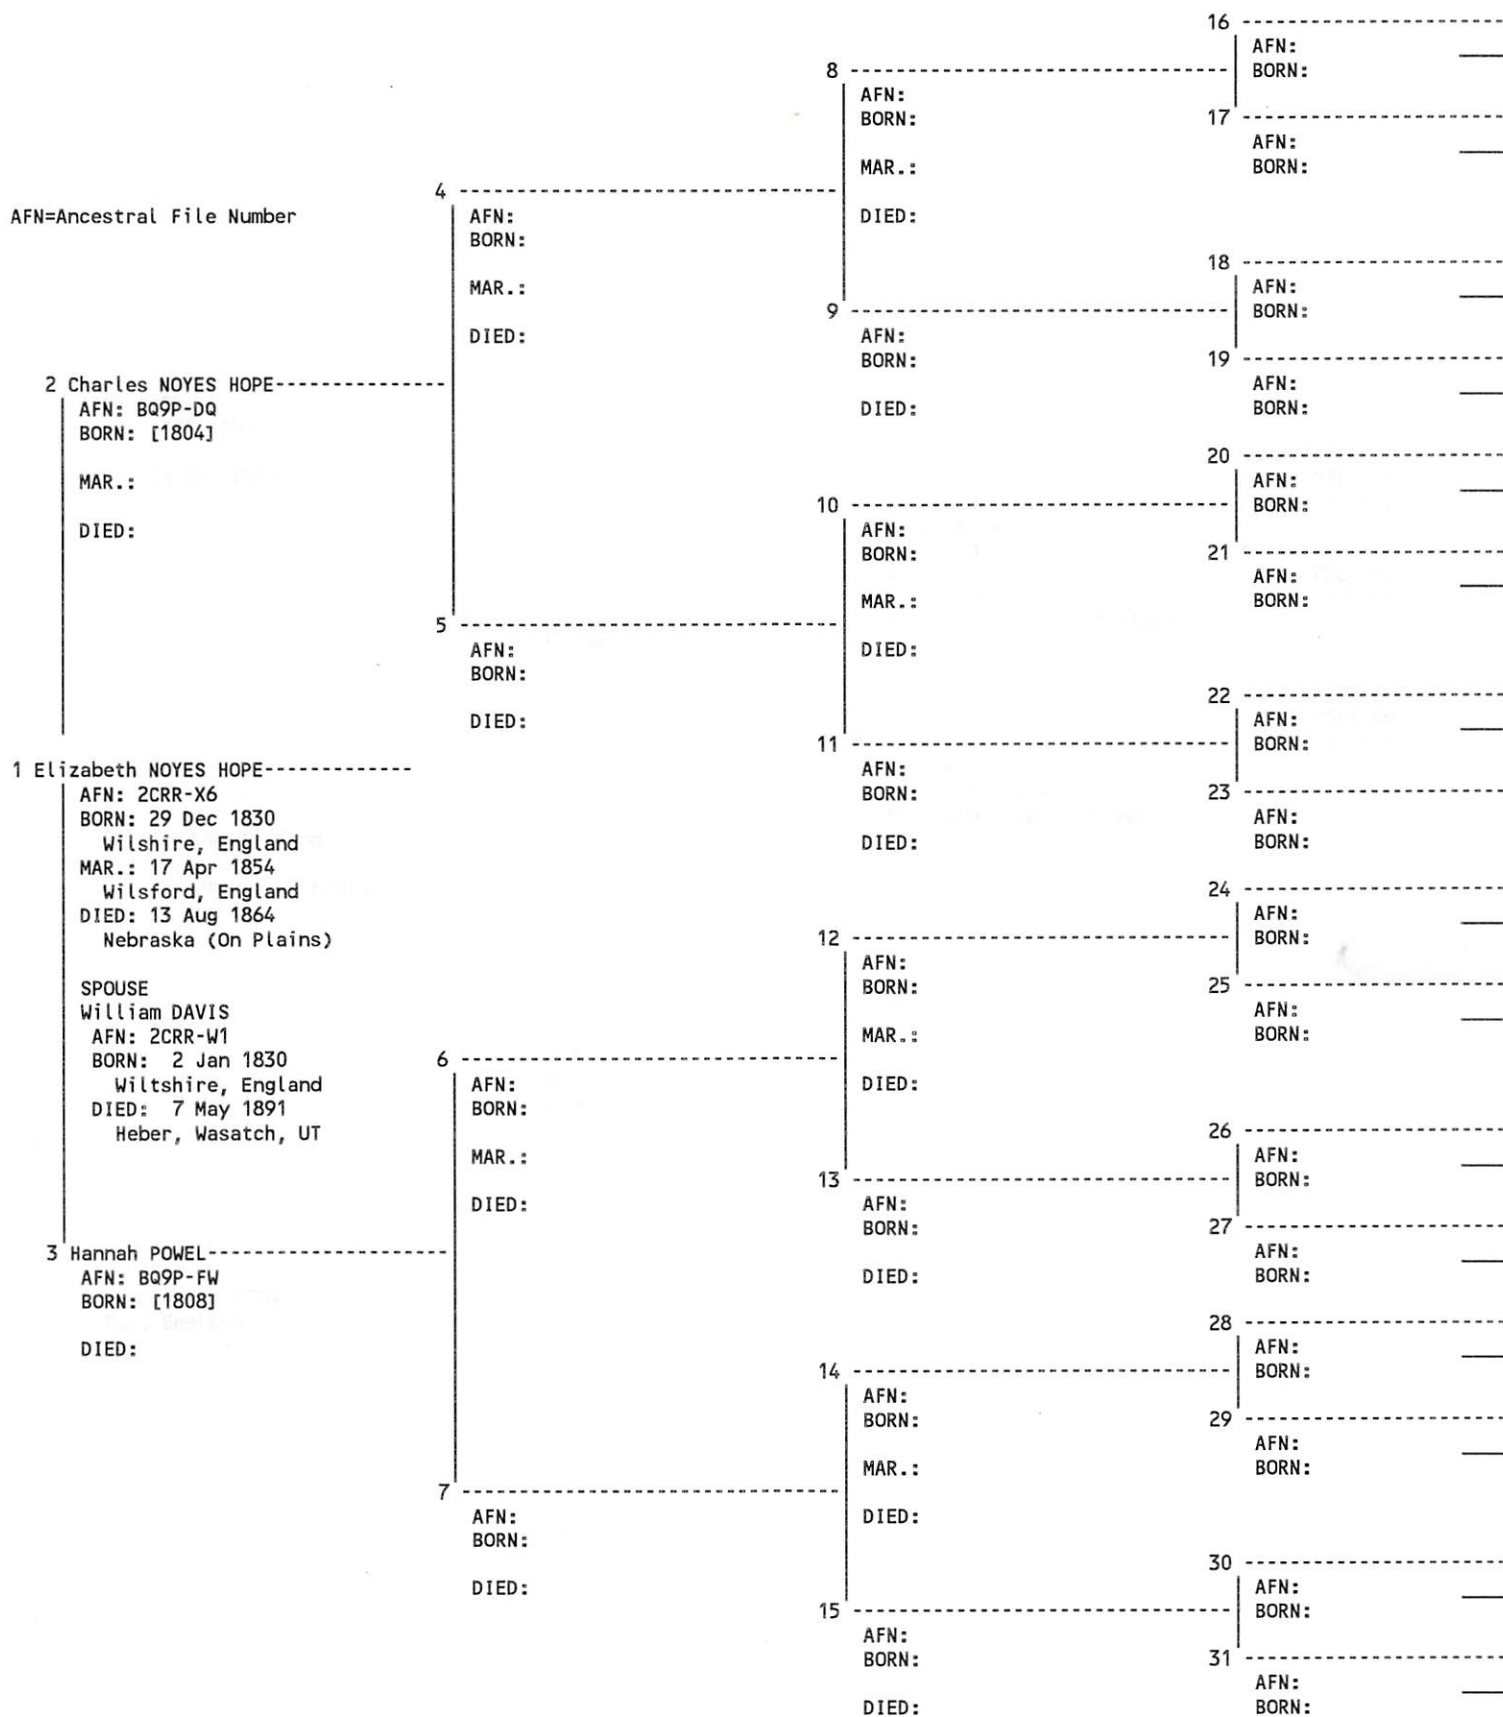 AFN=Ancestral File Number
1 Elizabeth NOYES HOPE-------------
AFN: 2CRR-X6
BORN: 29 Dec 1830
Wilshire, England
MAR.: 17 Apr 1854
Wilsford, England
DIED: 13 Aug 1864
Nebraska (On Plains)
SPOUSE
William DAVIS
AFN: 2CRR-W1
BORN: 2 Jan 1830
Wiltshire, England
DIED: 7 May 1891
Heber, Wasatch, UT
2 Charles NOYES HOPE---------------
AFN: BQ9P-DQ
BORN: [1804]
MAR.:
DIED:
3 Hannah POWEL---------------------
AFN: BQ9P-FW
BORN: [1808]
DIED:
4
AFN:
BORN:
MAR.:
DIED:
5
AFN:
BORN:
DIED:
6
AFN:
BORN:
MAR.:
DIED:
7
AFN:
BORN:
DIED:
8
AFN:
BORN:
MAR.:
DIED:
9
AFN:
BORN:
DIED:
10
AFN:
BORN:
MAR.:
DIED:
11
AFN:
BORN:
DIED:
12
AFN:
BORN:
MAR.:
DIED:
13
AFN:
BORN:
DIED:
14
AFN:
BORN:
MAR.:
DIED:
15
AFN:
BORN:
DIED:
16
AFN:
BORN:
17
AFN:
BORN:
18
AFN:
BORN:
19
AFN:
BORN:
20
AFN:
BORN:
21
AFN:
BORN:
22
AFN:
BORN:
23
AFN:
BORN:
24
AFN:
BORN:
25
AFN:
BORN:
26
AFN:
BORN:
27
AFN:
BORN:
28
AFN:
BORN:
29
AFN:
BORN:
30
AFN:
BORN:
31
AFN:
BORN: